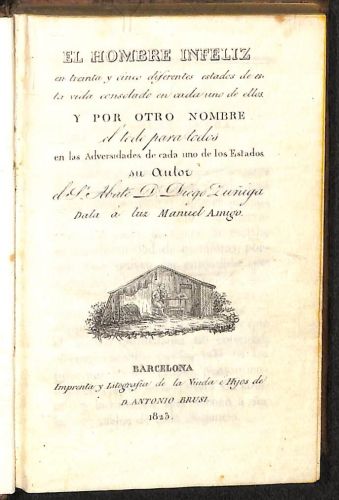 EL HOMBRE INFELIZ
en treinta y cinco diferentes estados de es-
ta vida consolado en cada uno de ellos.
Y POR OTRO NOMBRE
el todo para todos
en las Adversidades de cada uno de los Estados
su Autor
el Sr. Abate D. Diego Zuñiga
Dala á luz Manuel Amigo.
BARCELONA
Imprenta y Litografia de la Viuda e Hijos de
D. ANTONIO BRUSI
1823.